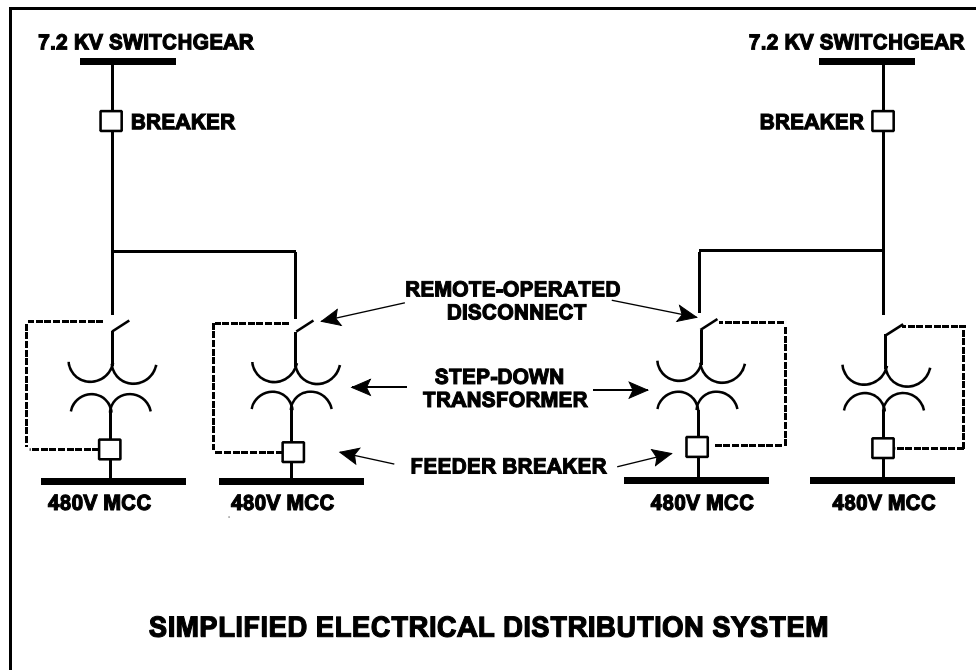 7.2 KV SWITCHGEAR
7.2 KV SWITCHGEAR
BREAKER
BREAKER
REMOTE-OPERATED
DISCONNECT
STEP-DOWN
TRANSFORMER
FEEDER BREAKER
480V MCC
480V MCC
480V MCC
480V MCC
SIMPLIFIED ELECTRICAL DISTRIBUTION SYSTEM